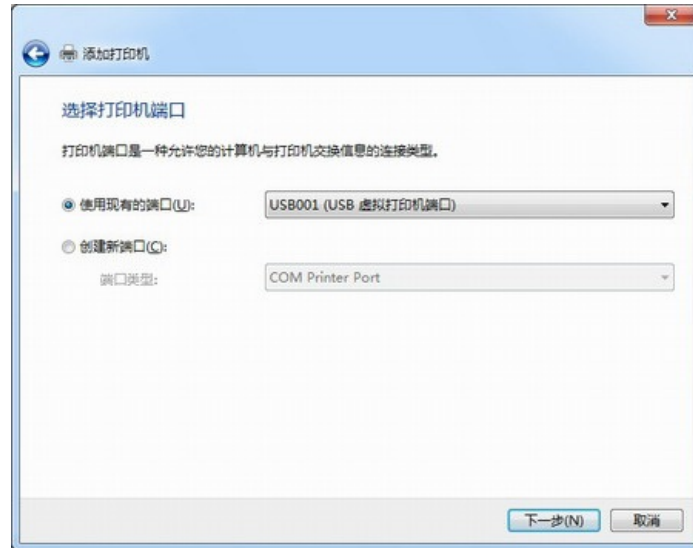 添加打印机
选择打印机端口
打印机端口是一种允许您的计算机与打印机交换信息的连接类型。
使用现有的端口(U): USB001 (USB 虚拟打印机端口)
创建新端口(C):
端口类型: COM Printer Port
下一步(N) 取消